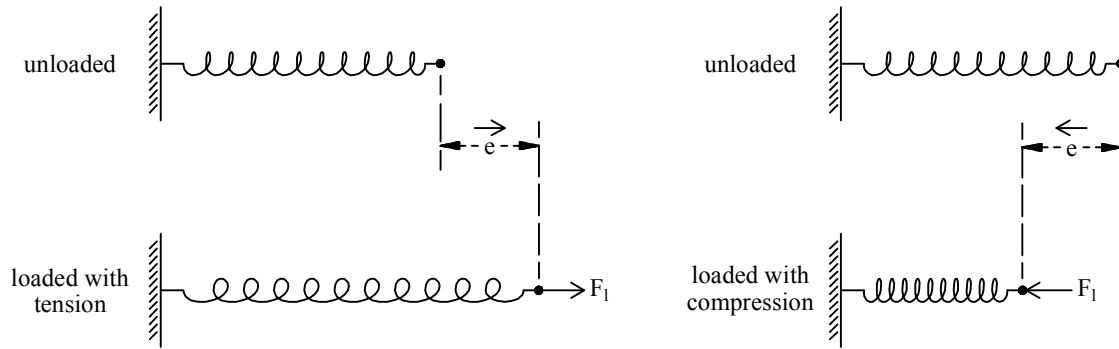 unloaded
e
loaded with
tension
F₁
unloaded
e
loaded with
compression
F₁